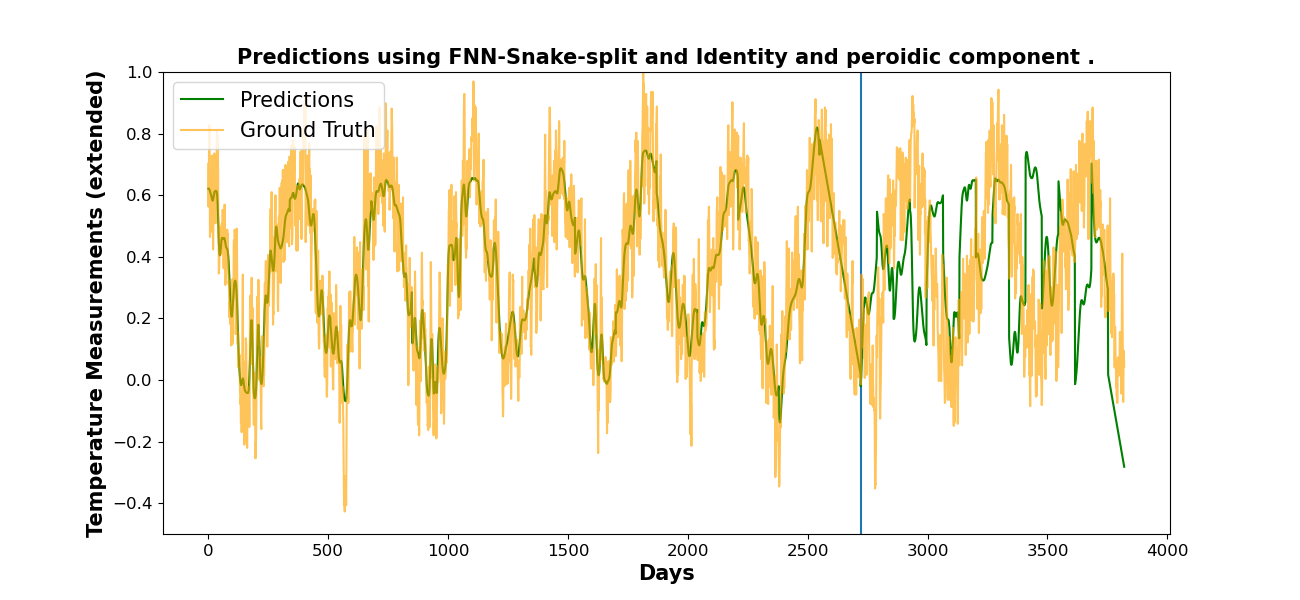 Predictions using FNN-Snake-split and Identity and peroidic component .
Temperature Measurements (extended)
1.0
0.8
0.6
0.4
0.2
0.0
−0.2
−0.4
Predictions
Ground Truth
0 500 1000 1500 2000 2500 3000 3500 4000
Days